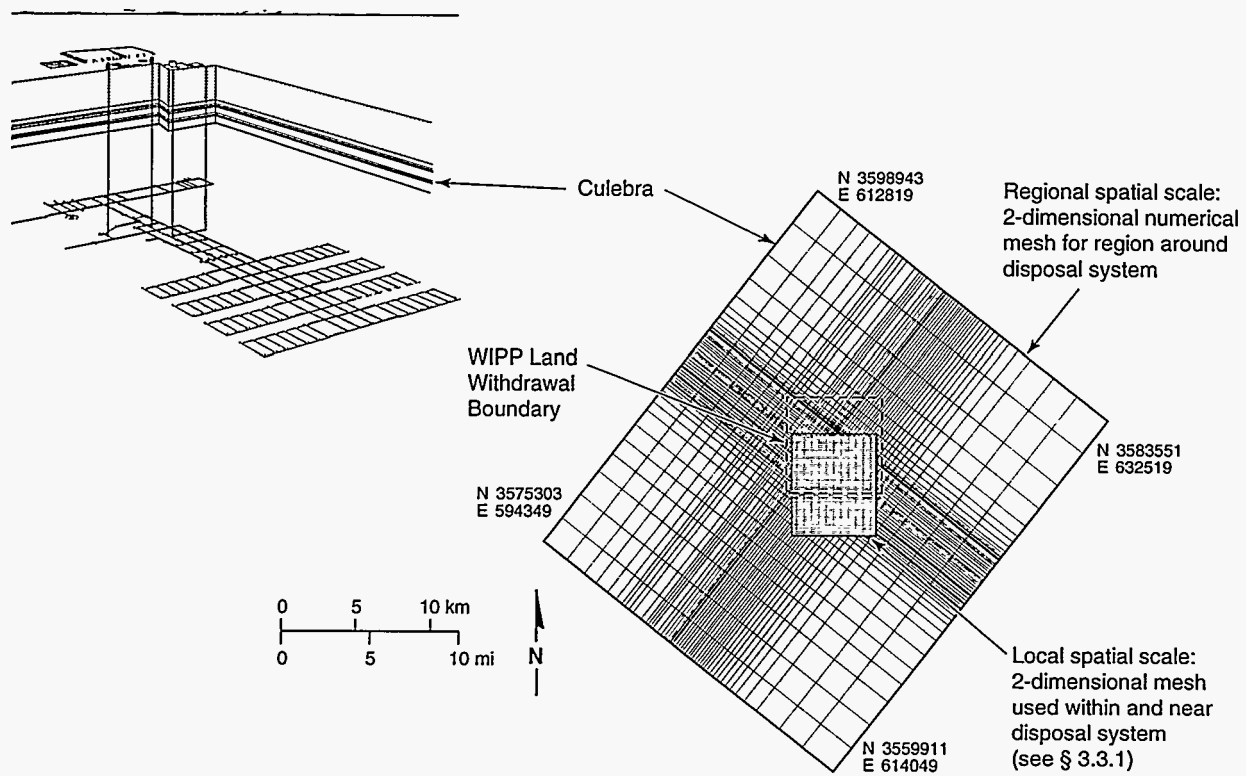 Culebra
N 3598943
E 612819
Regional spatial scale:
2-dimensional numerical
mesh for region around
disposal system
WIPP Land
Withdrawal
Boundary
N 3583551
E 632519
N 3575303
E 594349
0 5 10 km
0 5 10 mi
N
Local spatial scale:
2-dimensional mesh
used within and near
disposal system
(see § 3.3.1)
N 3559911
E 614049